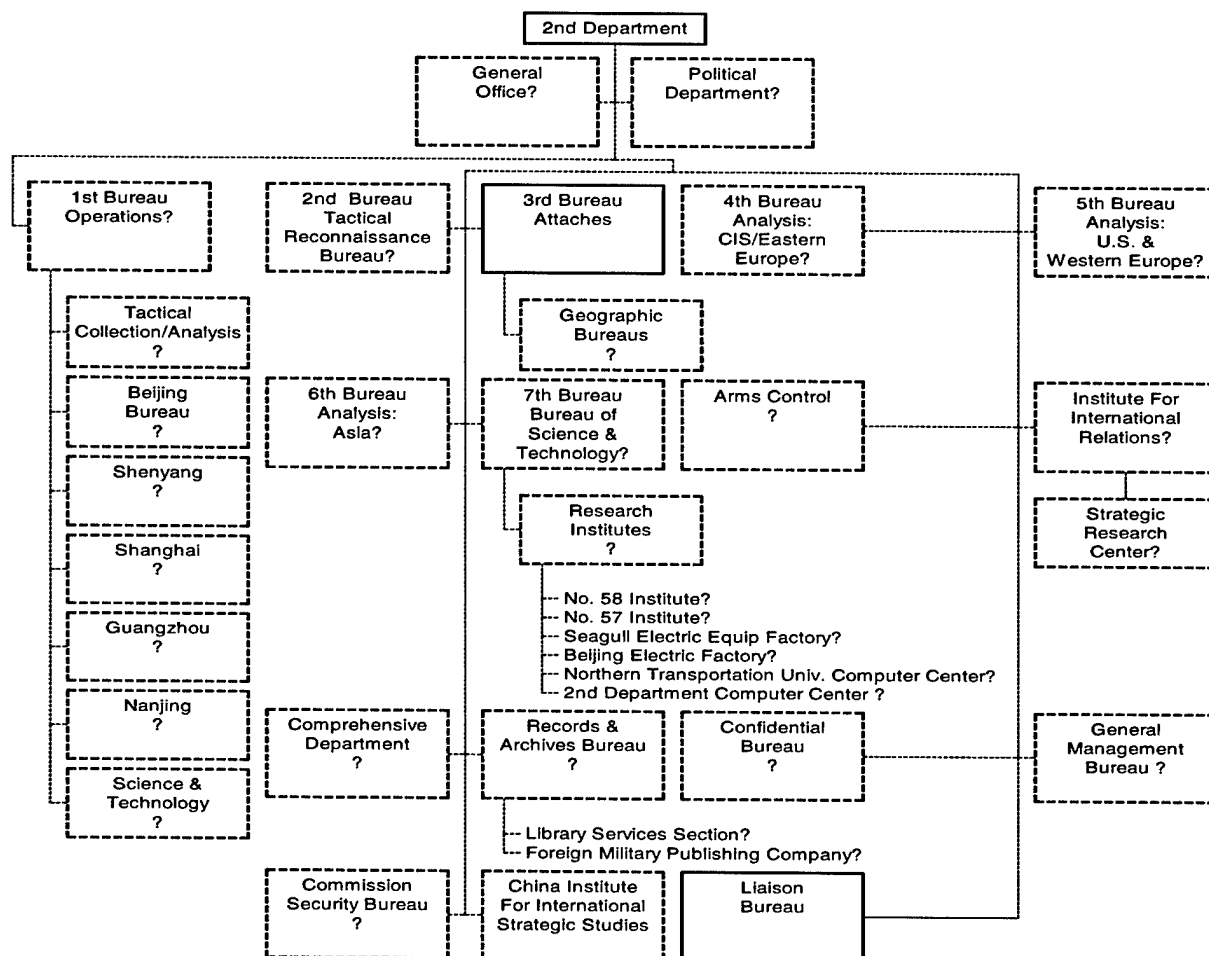 2nd Department
General
Office?
Political
Department?
1st Bureau
Operations?
2nd Bureau
Tactical
Reconnaissance
Bureau?
3rd Bureau
Attaches
4th Bureau
Analysis:
CIS/Eastern
Europe?
5th Bureau
Analysis:
U.S. &
Western Europe?
Tactical
Collection/Analysis
?
Geographic
Bureaus
?
Beijing
Bureau
?
6th Bureau
Analysis:
Asia?
7th Bureau
Bureau of
Science &
Technology?
Arms Control
?
Institute For
International
Relations?
Shenyang
?
Research
Institutes
?
Strategic
Research
Center?
Shanghai
?
No. 58 Institute?
No. 57 Institute?
Seagull Electric Equip Factory?
Beijing Electric Factory?
Northern Transportation Univ. Computer Center?
2nd Department Computer Center ?
Guangzhou
?
Nanjing
?
Comprehensive
Department
?
Records &
Archives Bureau
?
Confidential
Bureau
?
General
Management
Bureau ?
Science &
Technology
?
Library Services Section?
Foreign Military Publishing Company?
Commission
Security Bureau
?
China Institute
For International
Strategic Studies
Liaison
Bureau